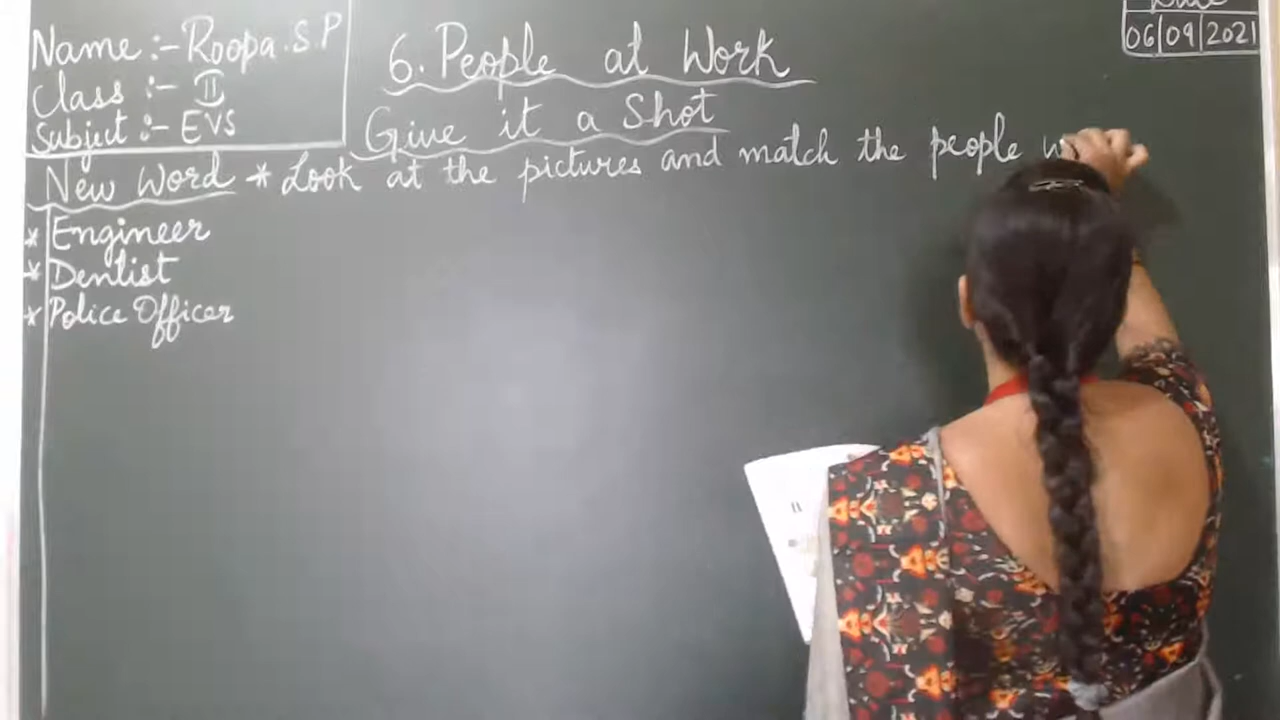 Name :- Roopa.S.P
Class :- II
Subject :- EVS
6. People at Work
Give it a Shot
06|09|2021
New Word * Look at the pictures and match the people
* Engineer
* Dentist
* Police Officer